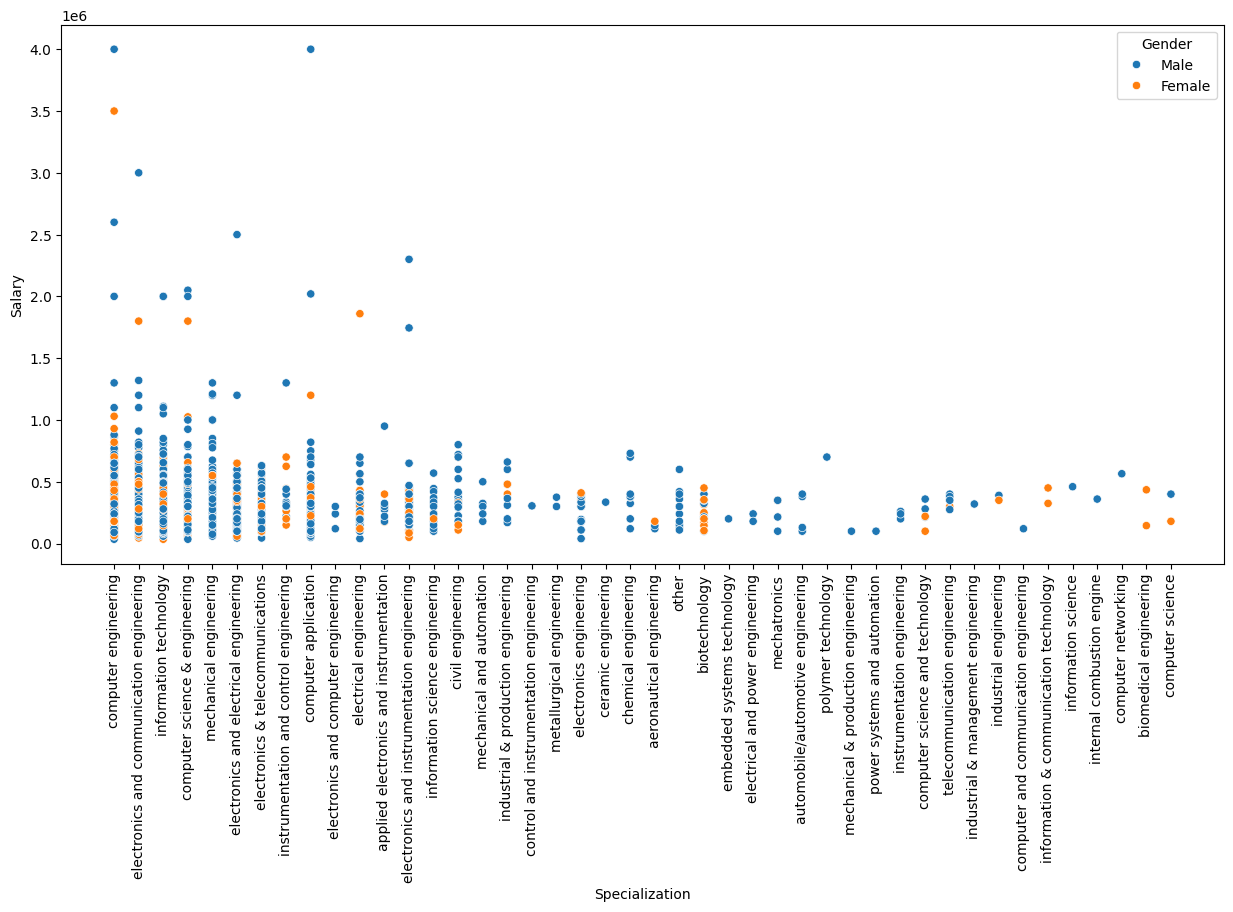 1e6
4.0
3.5
3.0
2.5
2.0
1.5
1.0
0.5
0.0
Salary
Gender
Male
Female
computer engineering
electronics and communication engineering
information technology
computer science & engineering
mechanical engineering
electronics and electrical engineering
electronics & telecommunications
instrumentation and control engineering
computer application
electronics and computer engineering
electrical engineering
applied electronics and instrumentation
electronics and instrumentation engineering
information science engineering
civil engineering
mechanical and automation
industrial & production engineering
control and instrumentation engineering
metallurgical engineering
electronics engineering
ceramic engineering
chemical engineering
aeronautical engineering
other
biotechnology
embedded systems technology
electrical and power engineering
mechatronics
automobile/automotive engineering
polymer technology
mechanical & production engineering
power systems and automation
instrumentation engineering
computer science and technology
telecommunication engineering
industrial & management engineering
industrial engineering
computer and communication engineering
information & communication technology
information science
internal combustion engine
computer networking
biomedical engineering
computer science
Specialization